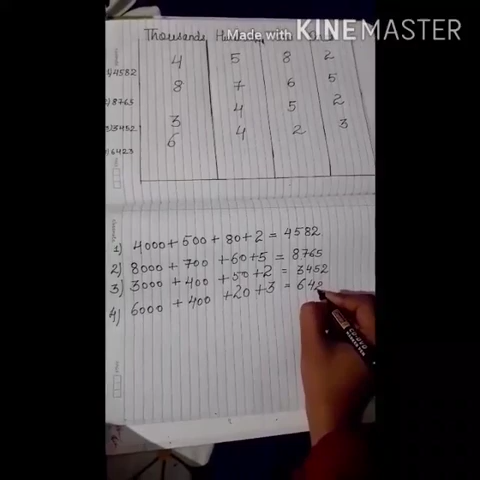 Made with KINEMASTER
Thousands
4582 4 5 8 2
8765 8 7 6 5
3452 3 4 5 2
6423 6 4 2 3
1) 4000 + 500 + 80 + 2 = 4582
2) 8000 + 700 + 60 + 5 = 8765
3) 3000 + 400 + 50 + 2 = 3452
4) 6000 + 400 + 20 + 3 = 642